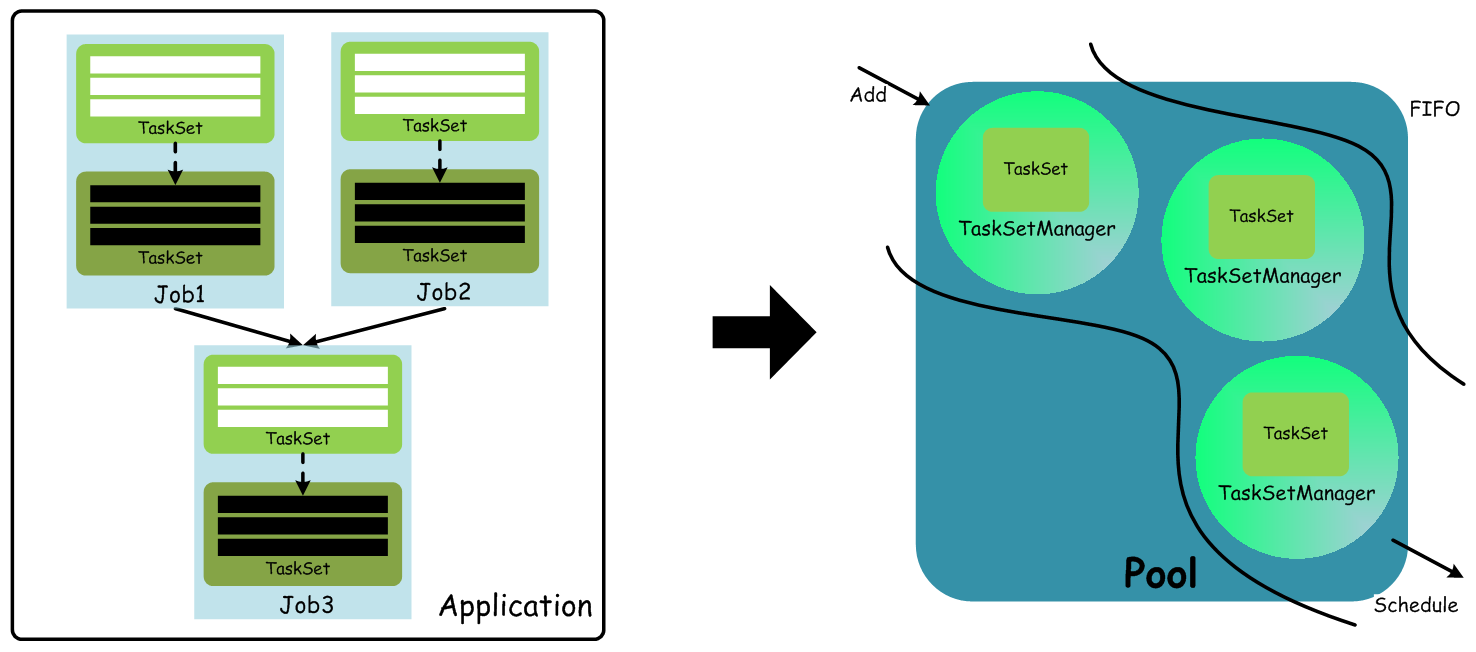 TaskSet
TaskSet
Job1
TaskSet
TaskSet
Job2
TaskSet
TaskSet
Job3
Application
Add
FIFO
TaskSet
TaskSetManager
TaskSet
TaskSetManager
TaskSet
TaskSetManager
Pool
Schedule